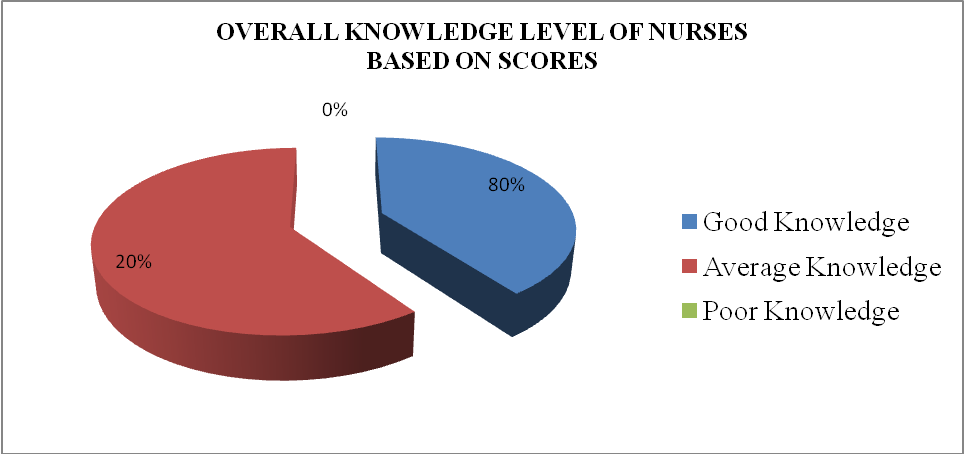 OVERALL KNOWLEDGE LEVEL OF NURSES
BASED ON SCORES
0%
80%
20%
Good Knowledge
Average Knowledge
Poor Knowledge